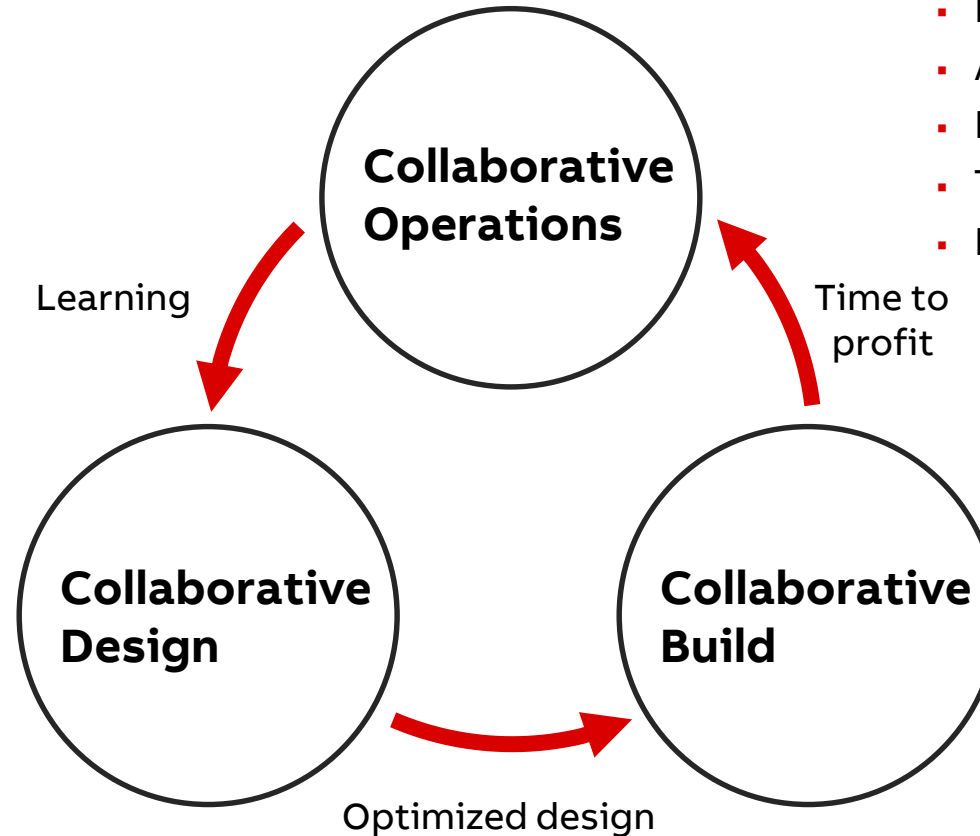 Collaborative
Operations
Learning
Time to
profit
Collaborative
Design
Collaborative
Build
Optimized design